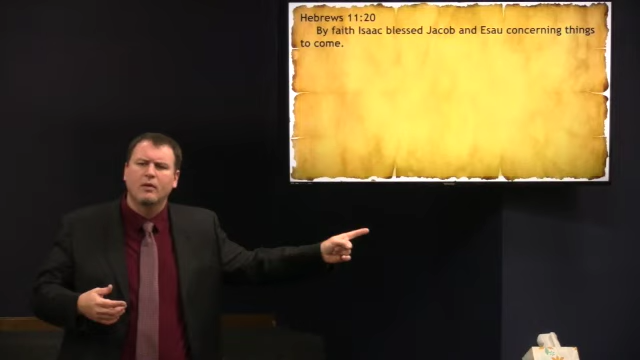 Hebrews 11:20
By faith Isaac blessed Jacob and Esau concerning things
to come.